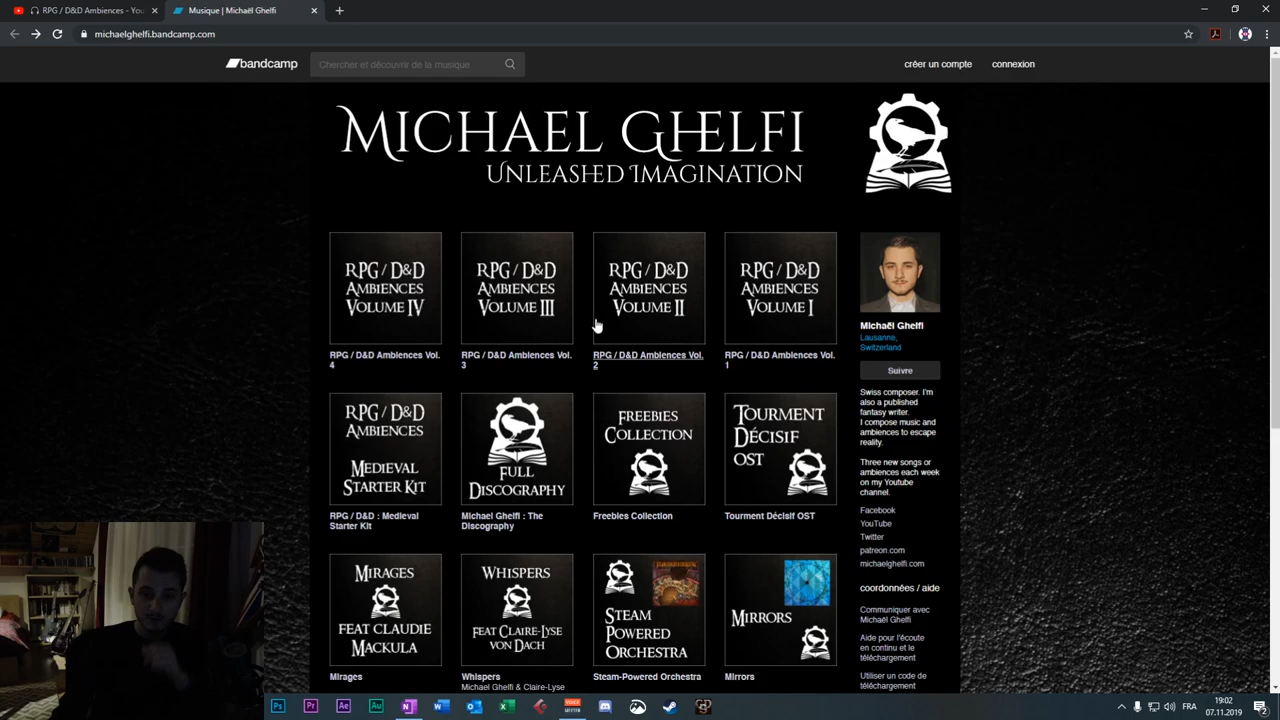 RPG / D&D Ambiences - You
Musique | Michaël Ghelfi
michaelghelfi.bandcamp.com
bandcamp
Chercher et découvrir de la musique
créer un compte
connexion
MICHAEL GHELFI
UNLEASHED IMAGINATION
RPG / D&D
AMBIENCES
VOLUME IV
RPG / D&D
AMBIENCES
VOLUME III
RPG / D&D
AMBIENCES
VOLUME II
RPG / D&D
AMBIENCES
VOLUME I
RPG / D&D Ambiences Vol.
4
RPG / D&D Ambiences Vol.
3
RPG / D&D Ambiences Vol.
2
RPG / D&D Ambiences Vol.
1
Michaël Ghelfi
Lausanne,
Switzerland
Suivre
Swiss composer. I'm
also a published
fantasy writer.
I compose music and
ambiences to escape
reality.
Three new songs or
ambiences each week
on my Youtube
channel.
Facebook
YouTube
Twitter
patreon.com
michaelghelfi.com
coordonnées / aide
Communiquer avec
Michaël Ghelfi
Aide pour l'écoute
en continu et le
téléchargement
Utiliser un code de
téléchargement
RPG / D&D
AMBIENCES
MEDIEVAL
STARTER KIT
FULL
DISCOGRAPHY
FREEBIES
COLLECTION
TOURMENT
DÉCISIF
OST
RPG / D&D : Medieval
Starter Kit
Michael Ghelfi : The
Discography
Freebies Collection
Tourment Décisif OST
MIRAGES
FEAT CLAUDIE
MACKULA
WHISPERS
FEAT CLAIRE-LYSE
VON DACH
STEAM
POWERED
ORCHESTRA
MIRRORS
Mirages
Whispers
Michael Ghelfi & Claire-Lyse
Steam-Powered Orchestra
Mirrors
Ps
Pr
Ae
Au
FRA
19:02
07.11.2019
2